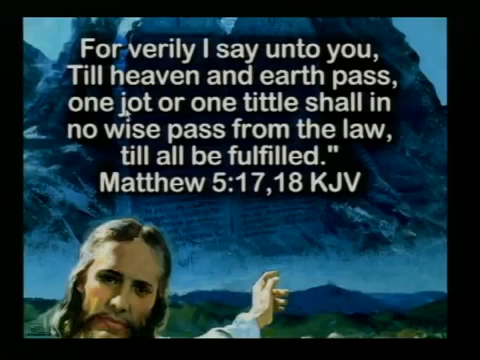 For verily I say unto you,
Till heaven and earth pass,
one jot or one tittle shall in
no wise pass from the law,
till all be fulfilled."
Matthew 5:17,18 KJV